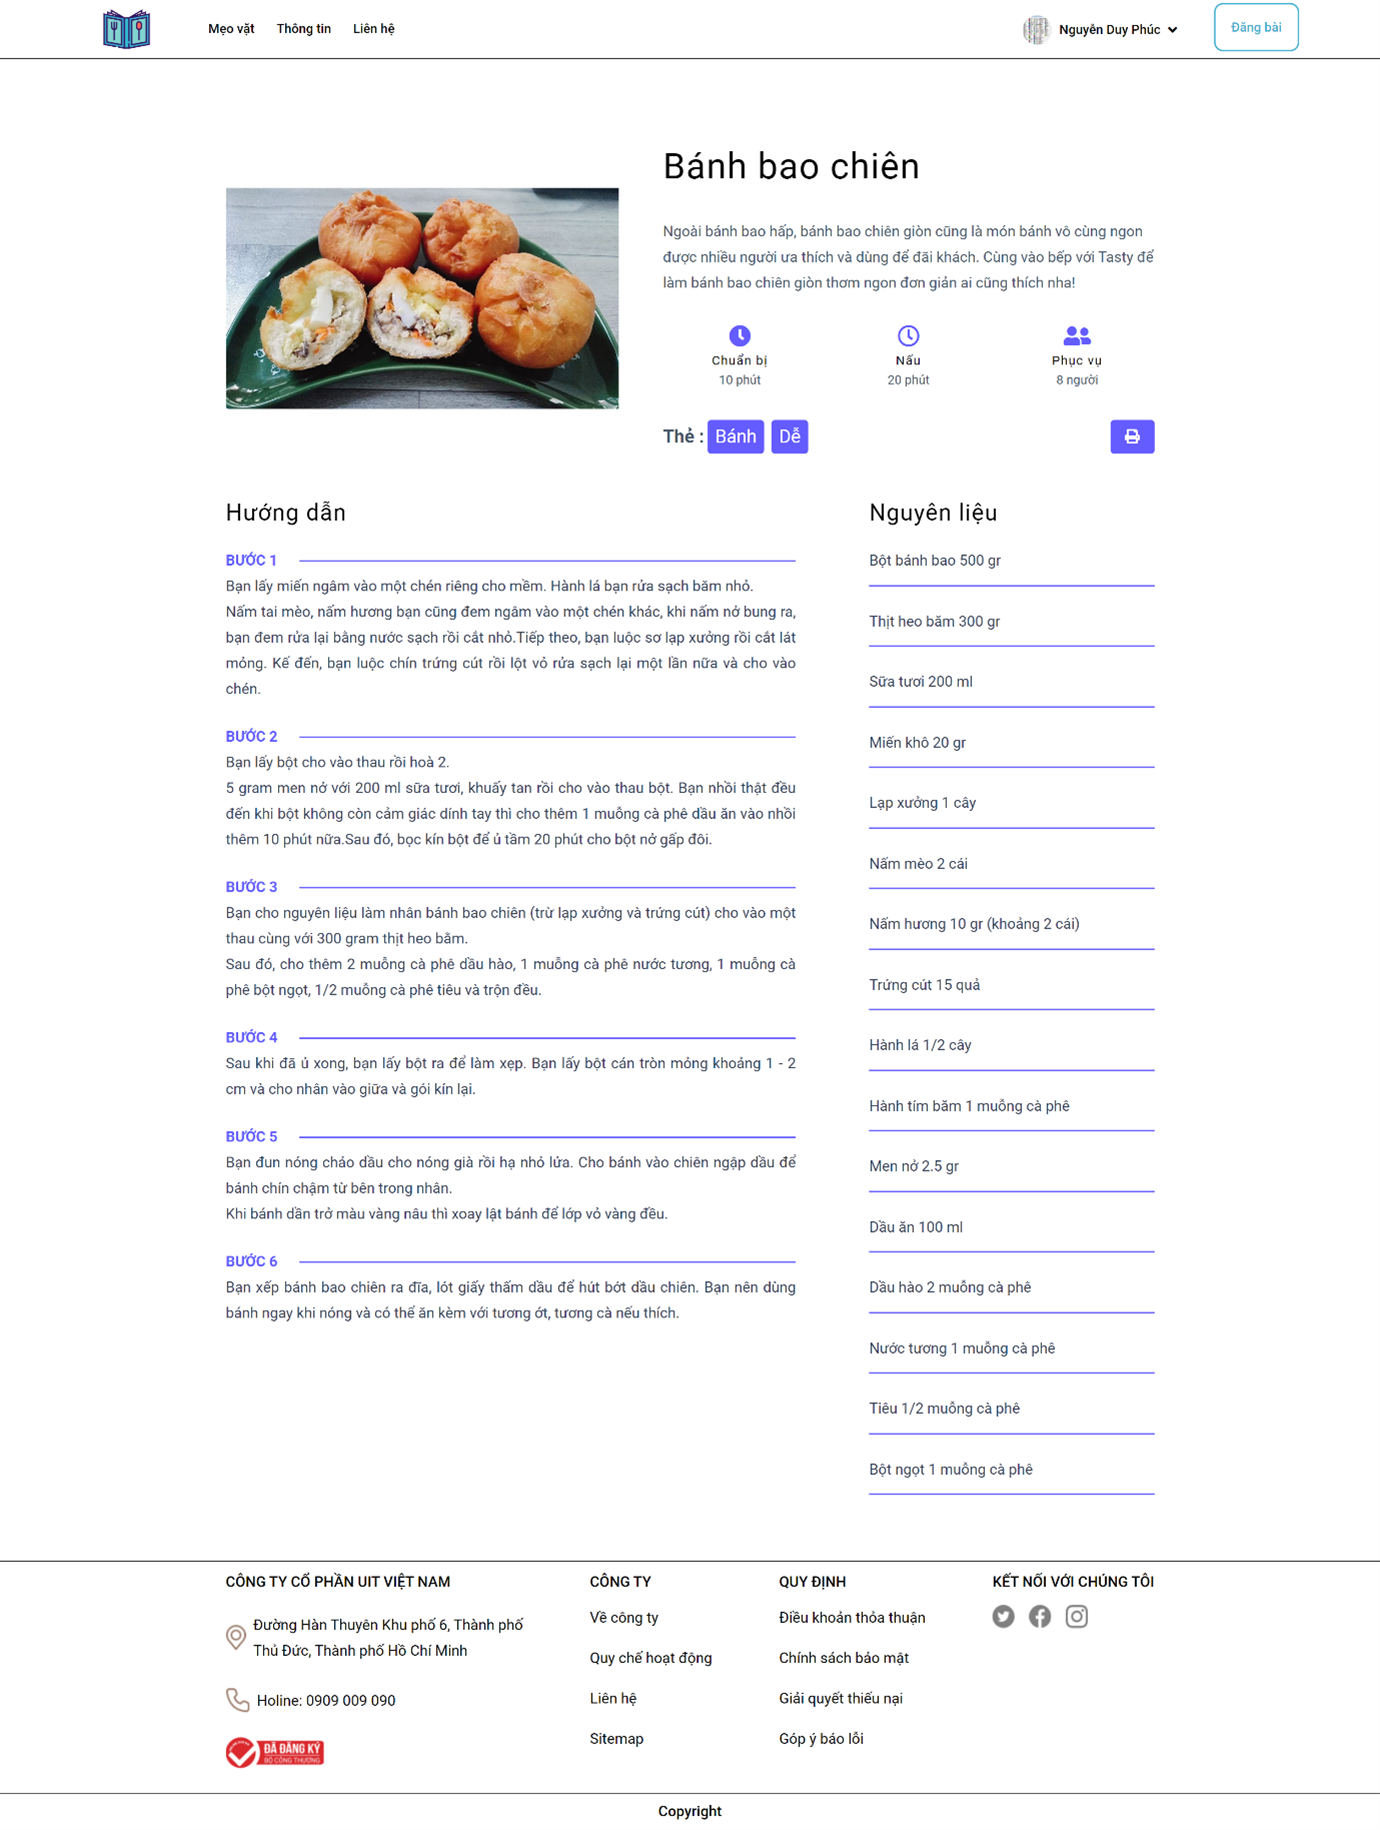 Mẹo vặt
Thông tin
Liên hệ
Nguyễn Duy Phúc
Đăng bài
Bánh bao chiên
Ngoài bánh bao hấp, bánh bao chiên giòn cũng là món bánh vô cùng ngon
được nhiều người ưa thích và dùng để đãi khách. Cùng vào bếp với Tasty để
làm bánh bao chiên giòn thơm ngon đơn giản ai cũng thích nha!
Chuẩn bị
10 phút
Nấu
20 phút
Phục vụ
8 người
Thẻ : Bánh Dễ
Hướng dẫn
BƯỚC 1
Bạn lấy miến ngâm vào một chén riêng cho mềm. Hành lá bạn rửa sạch băm nhỏ.
Nấm tai mèo, nấm hương bạn cũng đem ngâm vào một chén khác, khi nấm nở bung ra,
bạn đem rửa lại bằng nước sạch rồi cắt nhỏ.Tiếp theo, bạn luộc sơ lạp xưởng rồi cắt lát
mỏng. Kế đến, bạn luộc chín trứng cút rồi lột vỏ rửa sạch lại một lần nữa và cho vào
chén.
BƯỚC 2
Bạn lấy bột cho vào thau rồi hoà 2.
5 gram men nở với 200 ml sữa tươi, khuấy tan rồi cho vào thau bột. Bạn nhồi thật đều
đến khi bột không còn cảm giác dính tay thì cho thêm 1 muỗng cà phê dầu ăn vào nhồi
thêm 10 phút nữa.Sau đó, bọc kín bột để ủ tầm 20 phút cho bột nở gấp đôi.
BƯỚC 3
Bạn cho nguyên liệu làm nhân bánh bao chiên (trừ lạp xưởng và trứng cút) cho vào một
thau cùng với 300 gram thịt heo bằm.
Sau đó, cho thêm 2 muỗng cà phê dầu hào, 1 muỗng cà phê nước tương, 1 muỗng cà
phê bột ngọt, 1/2 muỗng cà phê tiêu và trộn đều.
BƯỚC 4
Sau khi đã ủ xong, bạn lấy bột ra để làm xẹp. Bạn lấy bột cán tròn mỏng khoảng 1 - 2
cm và cho nhân vào giữa và gói kín lại.
BƯỚC 5
Bạn đun nóng chảo dầu cho nóng già rồi hạ nhỏ lửa. Cho bánh vào chiên ngập dầu để
bánh chín chậm từ bên trong nhân.
Khi bánh dần trở màu vàng nâu thì xoay lật bánh để lớp vỏ vàng đều.
BƯỚC 6
Bạn xếp bánh bao chiên ra đĩa, lót giấy thấm dầu để hút bớt dầu chiên. Bạn nên dùng
bánh ngay khi nóng và có thể ăn kèm với tương ớt, tương cà nếu thích.
Nguyên liệu
Bột bánh bao 500 gr
Thịt heo băm 300 gr
Sữa tươi 200 ml
Miến khô 20 gr
Lạp xưởng 1 cây
Nấm mèo 2 cái
Nấm hương 10 gr (khoảng 2 cái)
Trứng cút 15 quả
Hành lá 1/2 cây
Hành tím băm 1 muỗng cà phê
Men nở 2.5 gr
Dầu ăn 100 ml
Dầu hào 2 muỗng cà phê
Nước tương 1 muỗng cà phê
Tiêu 1/2 muỗng cà phê
Bột ngọt 1 muỗng cà phê
CÔNG TY CỔ PHẦN UIT VIỆT NAM
Đường Hàn Thuyên Khu phố 6, Thành phố
Thủ Đức, Thành phố Hồ Chí Minh
Holine: 0909 009 090
ĐÃ ĐĂNG KÝ
BỘ CÔNG THƯƠNG
CÔNG TY
Về công ty
Quy chế hoạt động
Liên hệ
Sitemap
QUY ĐỊNH
Điều khoản thỏa thuận
Chính sách bảo mật
Giải quyết thiếu nại
Góp ý báo lỗi
KẾT NỐI VỚI CHÚNG TÔI
Copyright